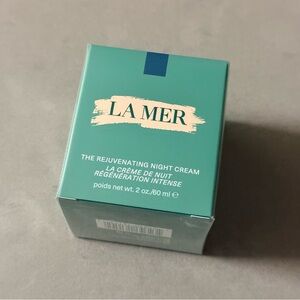 LA MER
THE REJUVENATING NIGHT CREAM
LA CRÈME DE NUIT
RÉGÉNÉRATION INTENSE
poids net wt. 2 oz./60 ml ℮